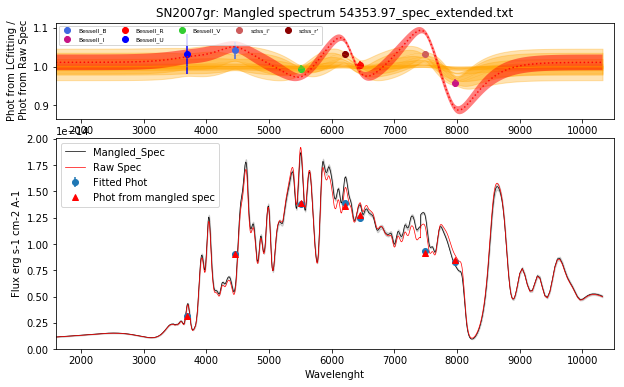 SN2007gr: Mangled spectrum 54353.97_spec_extended.txt
Phot from LCfitting /
Phot from Raw Spec
1.1
1.0
0.9
Bessell_B
Bessell_R
Bessell_V
sdss_i'
sdss_r'
Bessell_I
Bessell_U
2000 3000 4000 5000 6000 7000 8000 9000 10000
1e-14
Flux erg s-1 cm-2 A-1
2.00
1.75
1.50
1.25
1.00
0.75
0.50
0.25
0.00
Mangled_Spec
Raw Spec
Fitted Phot
Phot from mangled spec
2000 3000 4000 5000 6000 7000 8000 9000 10000
Wavelenght